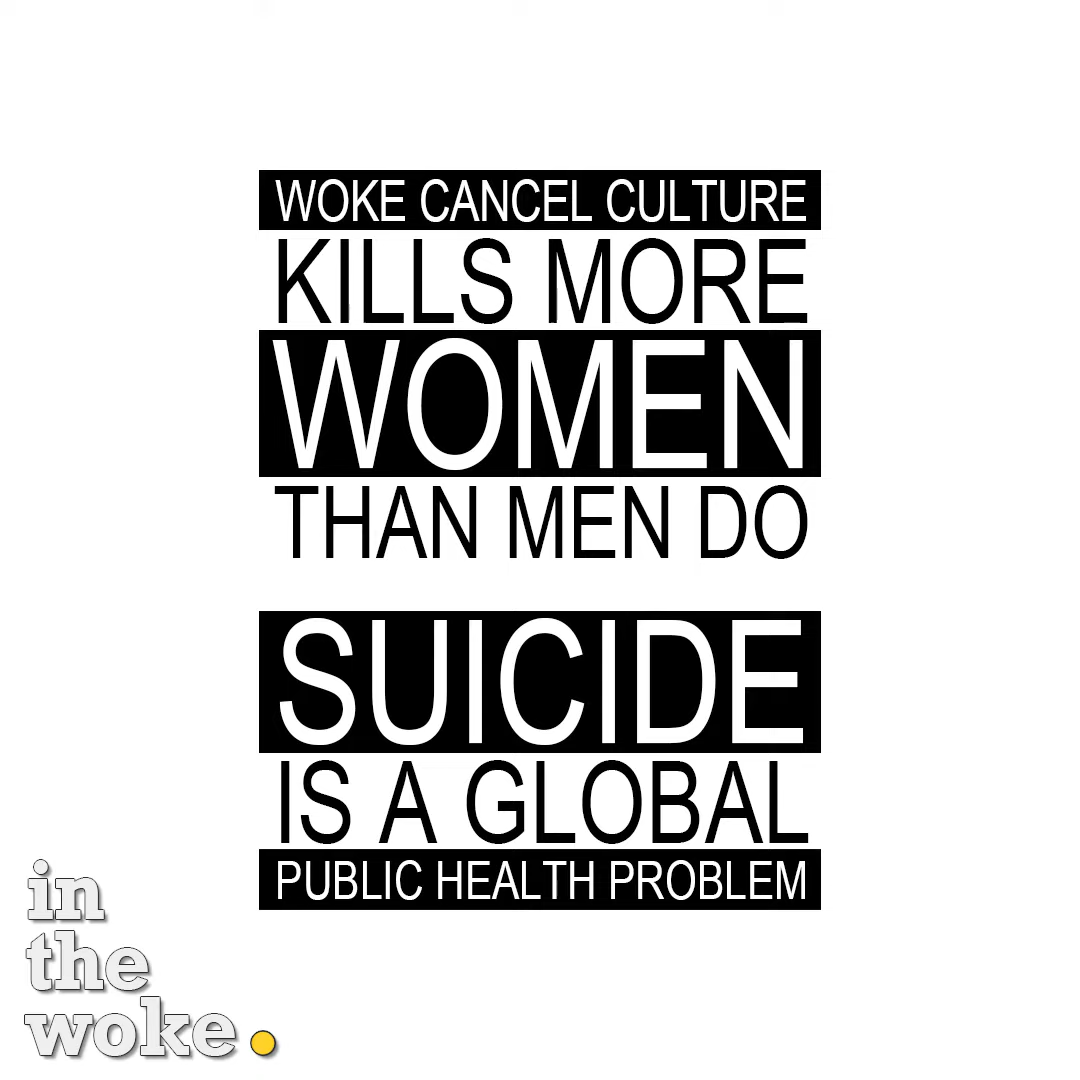 WOKE CANCEL CULTURE
KILLS MORE
WOMEN
THAN MEN DO
SUICIDE
IS A GLOBAL
PUBLIC HEALTH PROBLEM
in
the
woke.